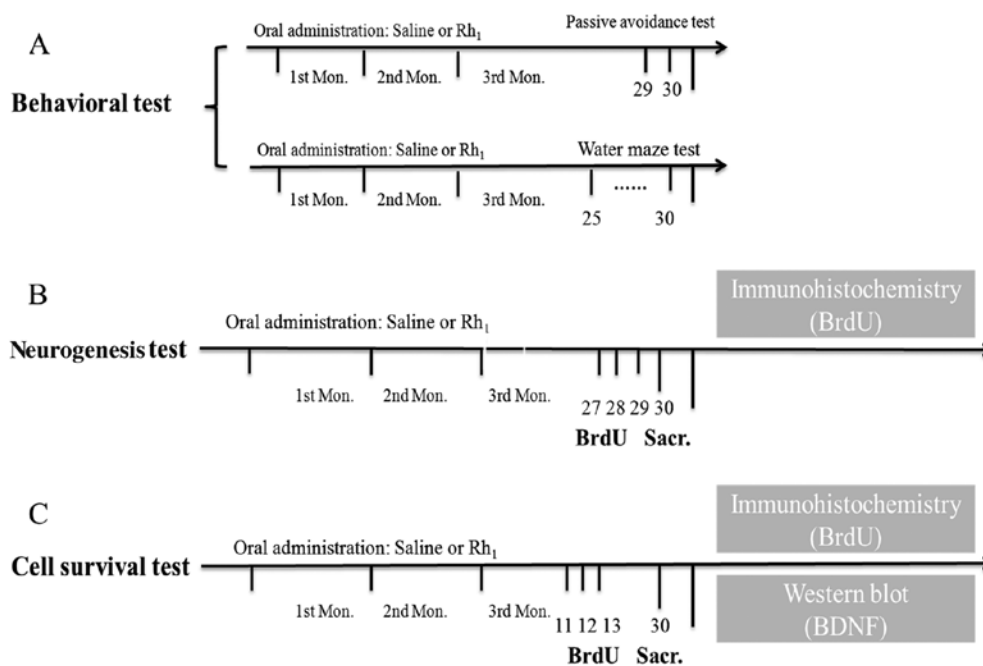 A
Behavioral test
Oral administration: Saline or Rh₁
Passive avoidance test
1st Mon. 2nd Mon. 3rd Mon. 29 30
Oral administration: Saline or Rh₁
Water maze test
1st Mon. 2nd Mon. 3rd Mon. 25 ...... 30
B
Neurogenesis test
Oral administration: Saline or Rh₁
Immunohistochemistry
(BrdU)
1st Mon. 2nd Mon. 3rd Mon. 27 28 29 30
BrdU Sacr.
C
Cell survival test
Oral administration: Saline or Rh₁
Immunohistochemistry
(BrdU)
1st Mon. 2nd Mon. 3rd Mon. 11 12 13 30
BrdU Sacr.
Western blot
(BDNF)